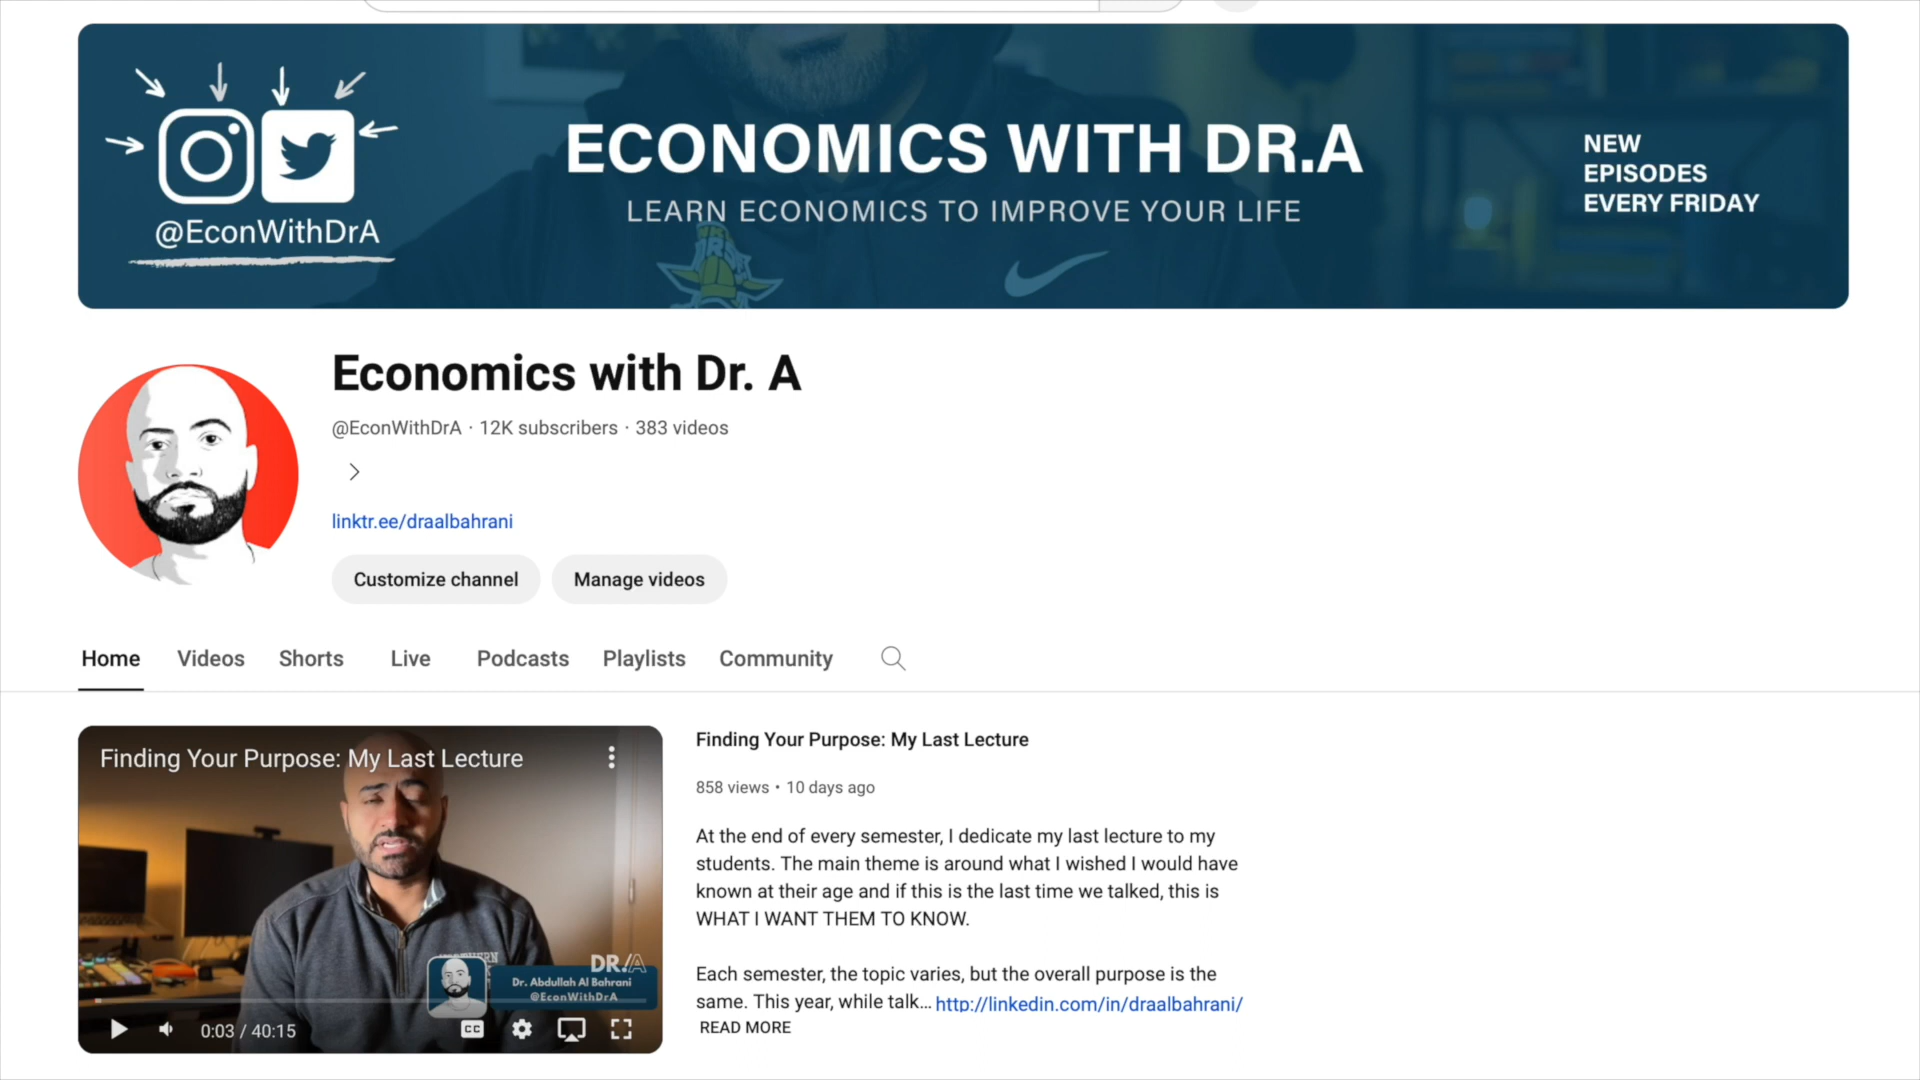 @EconWithDrA
ECONOMICS WITH DR.A
LEARN ECONOMICS TO IMPROVE YOUR LIFE
NEW
EPISODES
EVERY FRIDAY
Economics with Dr. A
@EconWithDrA · 12K subscribers · 383 videos
linktr.ee/draalbahrani
Customize channel
Manage videos
Home
Videos
Shorts
Live
Podcasts
Playlists
Community
Finding Your Purpose: My Last Lecture
DR./A
Dr. Abdullah Al Bahrani
@EconWithDrA
0:03 / 40:15
CC
Finding Your Purpose: My Last Lecture
858 views • 10 days ago
At the end of every semester, I dedicate my last lecture to my
students. The main theme is around what I wished I would have
known at their age and if this is the last time we talked, this is
WHAT I WANT THEM TO KNOW.
Each semester, the topic varies, but the overall purpose is the
same. This year, while talk... http://linkedin.com/in/draalbahrani/
READ MORE